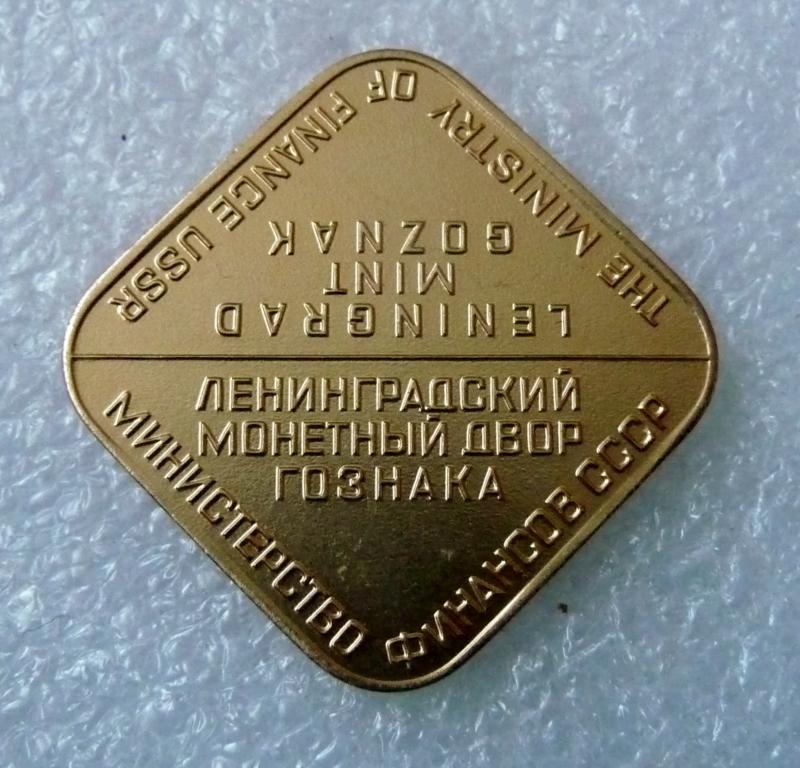 THE MINISTRY OF FINANCE USSR
LENINGRAD
MINT
GOZNAK
ЛЕНИНГРАДСКИЙ
МОНЕТНЫЙ ДВОР
ГОЗНАКА
МИНИСТЕРСТВО ФИНАНСОВ СССР